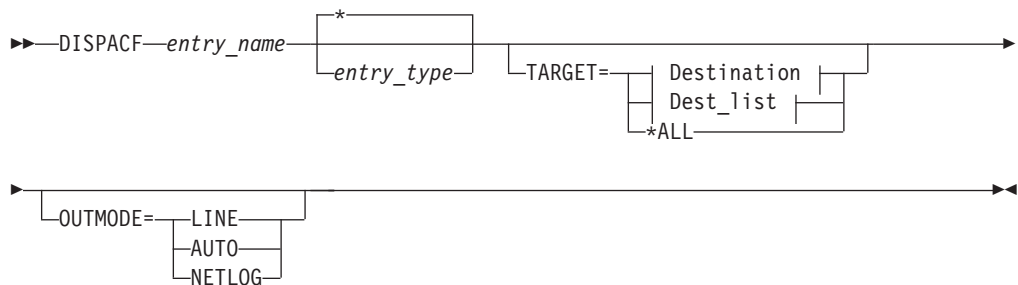 *
DISPACF entry_name
entry_type
TARGET= Destination
Dest_list
*ALL
OUTMODE= LINE
AUTO
NETLOG